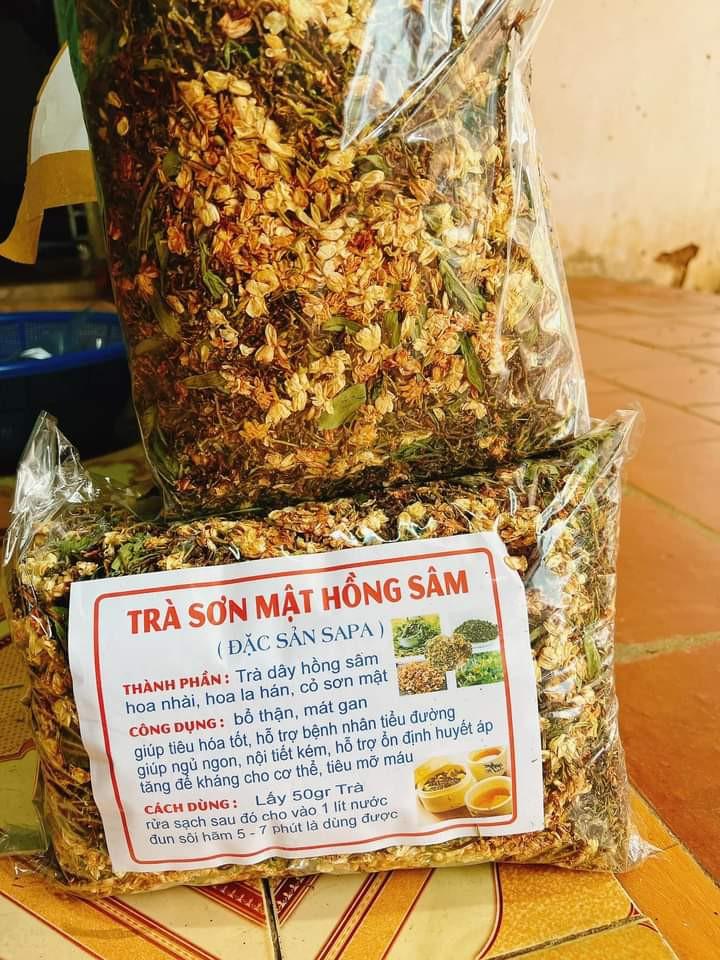 TRÀ SƠN MẬT HỒNG SÂM
( ĐẶC SẢN SAPA )
THÀNH PHẦN : Trà dây hồng sâm
hoa nhài, hoa la hán, cỏ sơn mật
CÔNG DỤNG : bổ thận, mát gan
giúp tiêu hóa tốt, hỗ trợ bệnh nhân tiểu đường
giúp ngủ ngon, nội tiết kém, hỗ trợ ổn định huyết áp
tăng đề kháng cho cơ thể, tiêu mỡ máu
CÁCH DÙNG : Lấy 50gr Trà
rửa sạch sau đó cho vào 1 lít nước
đun sôi hãm 5 - 7 phút là dùng được